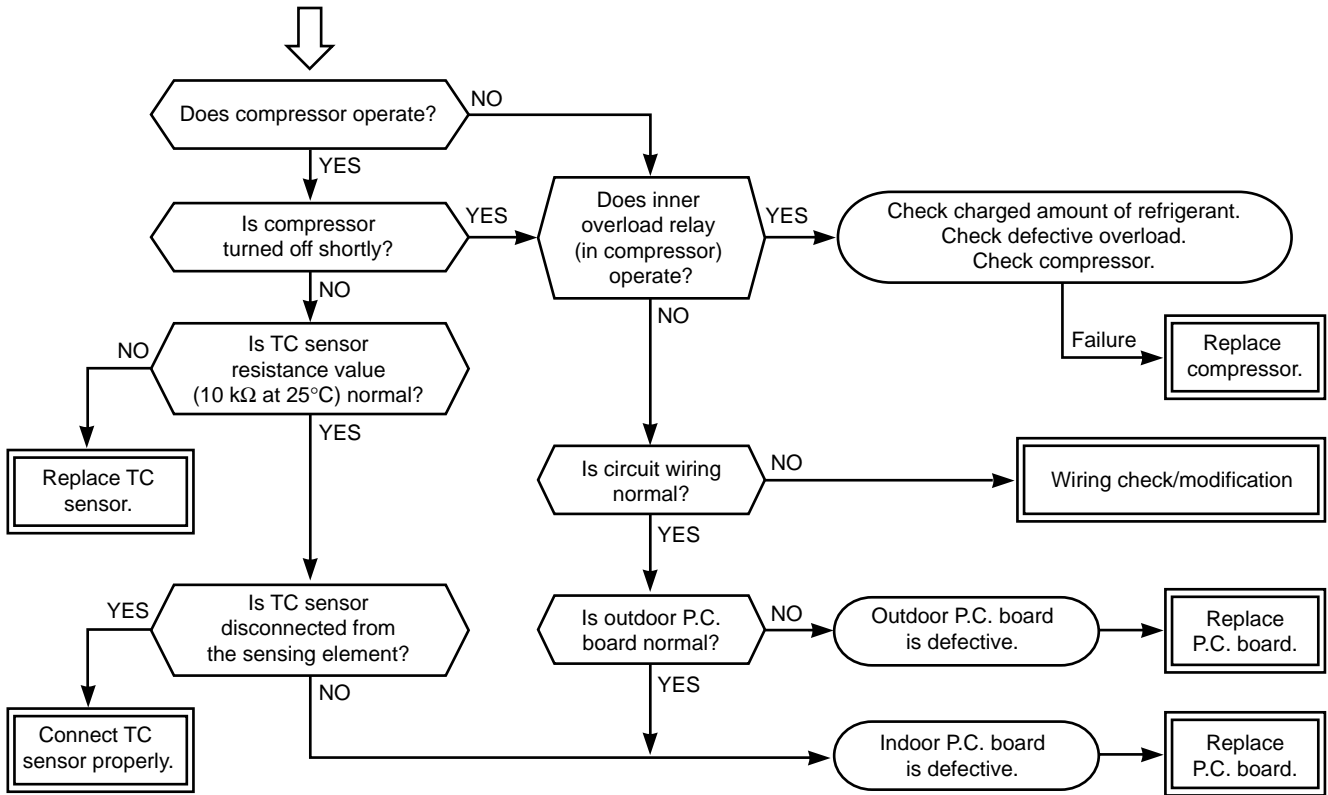 Does compressor operate?
NO
YES
Is compressor
turned off shortly?
YES
NO
Does inner
overload relay
(in compressor)
operate?
YES
NO
Check charged amount of refrigerant.
Check defective overload.
Check compressor.
Failure
Replace
compressor.
Is TC sensor
resistance value
(10 kΩ at 25°C) normal?
NO
YES
Replace TC
sensor.
Is circuit wiring
normal?
NO
YES
Wiring check/modification
Is TC sensor
disconnected from
the sensing element?
YES
NO
Connect TC
sensor properly.
Is outdoor P.C.
board normal?
NO
YES
Outdoor P.C. board
is defective.
Replace
P.C. board.
Indoor P.C. board
is defective.
Replace
P.C. board.